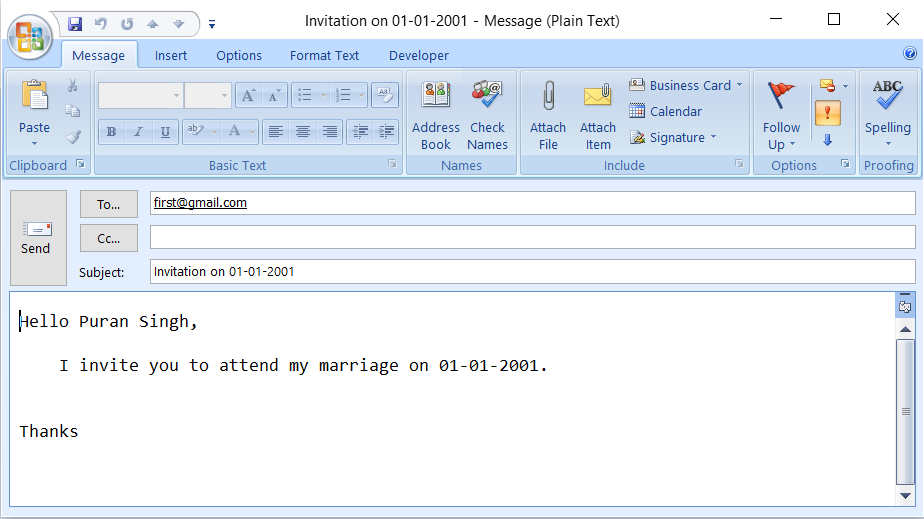 Invitation on 01-01-2001 - Message (Plain Text)
Message Insert Options Format Text Developer
Paste
Clipboard
B I U ab A
Basic Text
Address Book
Check Names
Names
Attach File
Attach Item
Business Card
Calendar
Signature
Include
Follow Up
Options
ABC
Spelling
Proofing
Send
To...
first@gmail.com
Cc...
Subject:
Invitation on 01-01-2001
Hello Puran Singh,
I invite you to attend my marriage on 01-01-2001.
Thanks